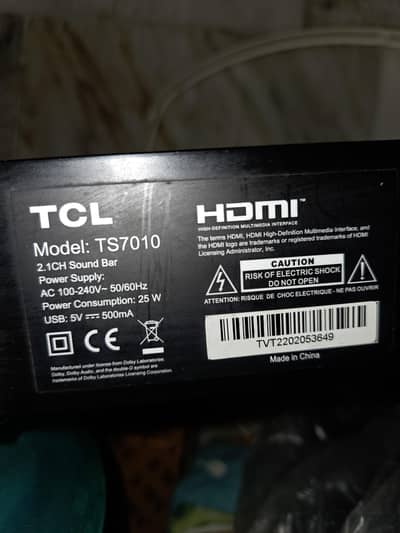 TCL
Model: TS7010
2.1CH Sound Bar
Power Supply:
AC 100-240V~ 50/60Hz
Power Consumption: 25 W
USB: 5V⎓ 500mA
CE
Manufactured under license from Dolby Laboratories.
Dolby, Dolby Audio, and the double-D symbol are
trademarks of Dolby Laboratories Licensing Corporation.
HDMI™
HIGH-DEFINITION MULTIMEDIA INTERFACE
The terms HDMI, HDMI High-Definition Multimedia Interface, and
the HDMI logo are trademarks or registered trademarks of HDMI
Licensing Administrator, Inc.
CAUTION
RISK OF ELECTRIC SHOCK
DO NOT OPEN
ATTENTION: RISQUE DE CHOC ELECTRIQUE - NE PAS OUVRIR
TVT2202053649
Made in China